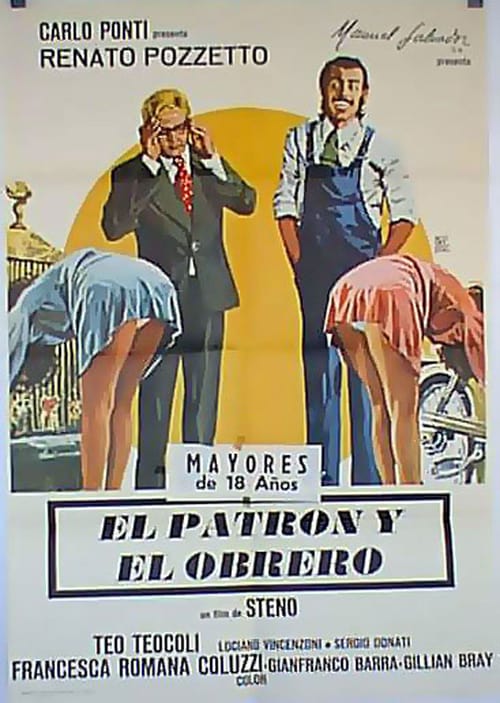 CARLO PONTI presenta
RENATO POZZETTO
Manuel Salvador
S.A.
presenta
MAYORES
de 18 Años
EL PATRON Y
EL OBRERO
un film de STENO
TEO TEOCOLI LUCIANO VINCENZONI • SERGIO DONATI
FRANCESCA ROMANA COLUZZI-GIANFRANCO BARRA-GILLIAN BRAY
COLOR